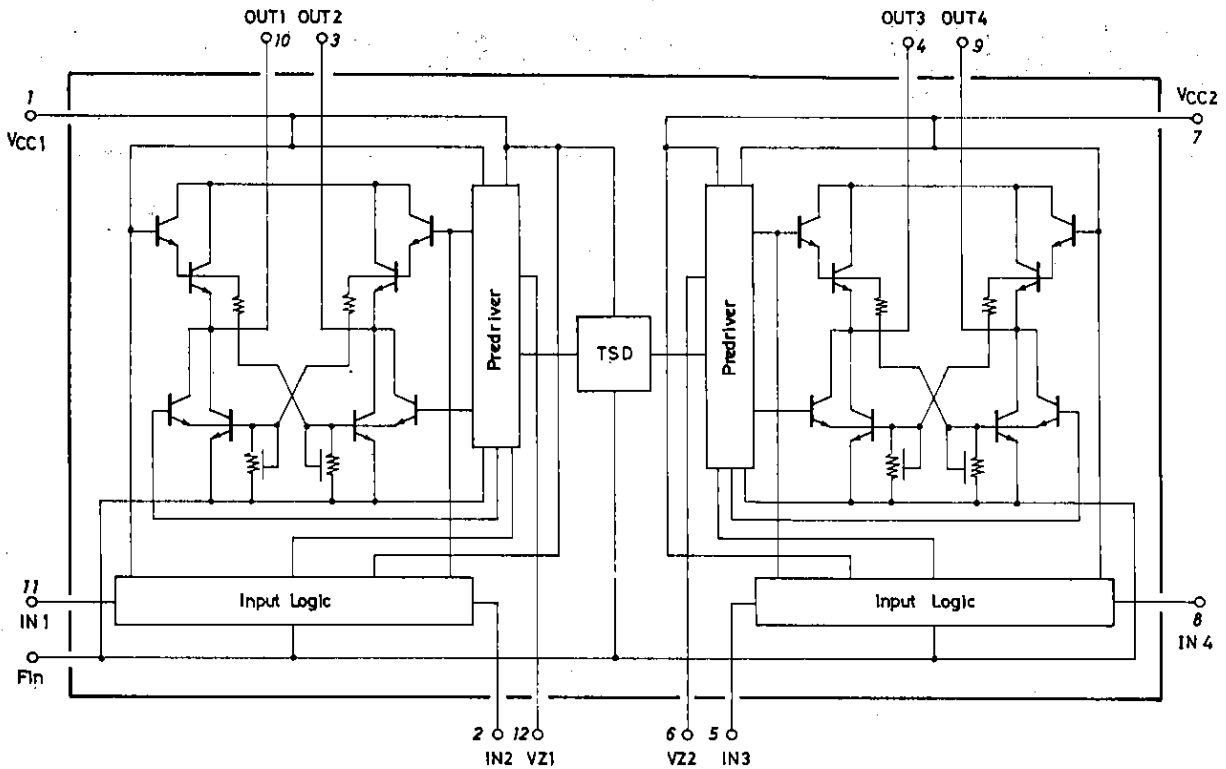 OUT1 OUT2
10 3
OUT3 OUT4
4 9
1
VCC1
VCC2
7
Predriver
TSD
Predriver
11
IN1
Input Logic
Input Logic
8
IN4
Fin
2
IN2
12
VZ1
6
VZ2
5
IN3